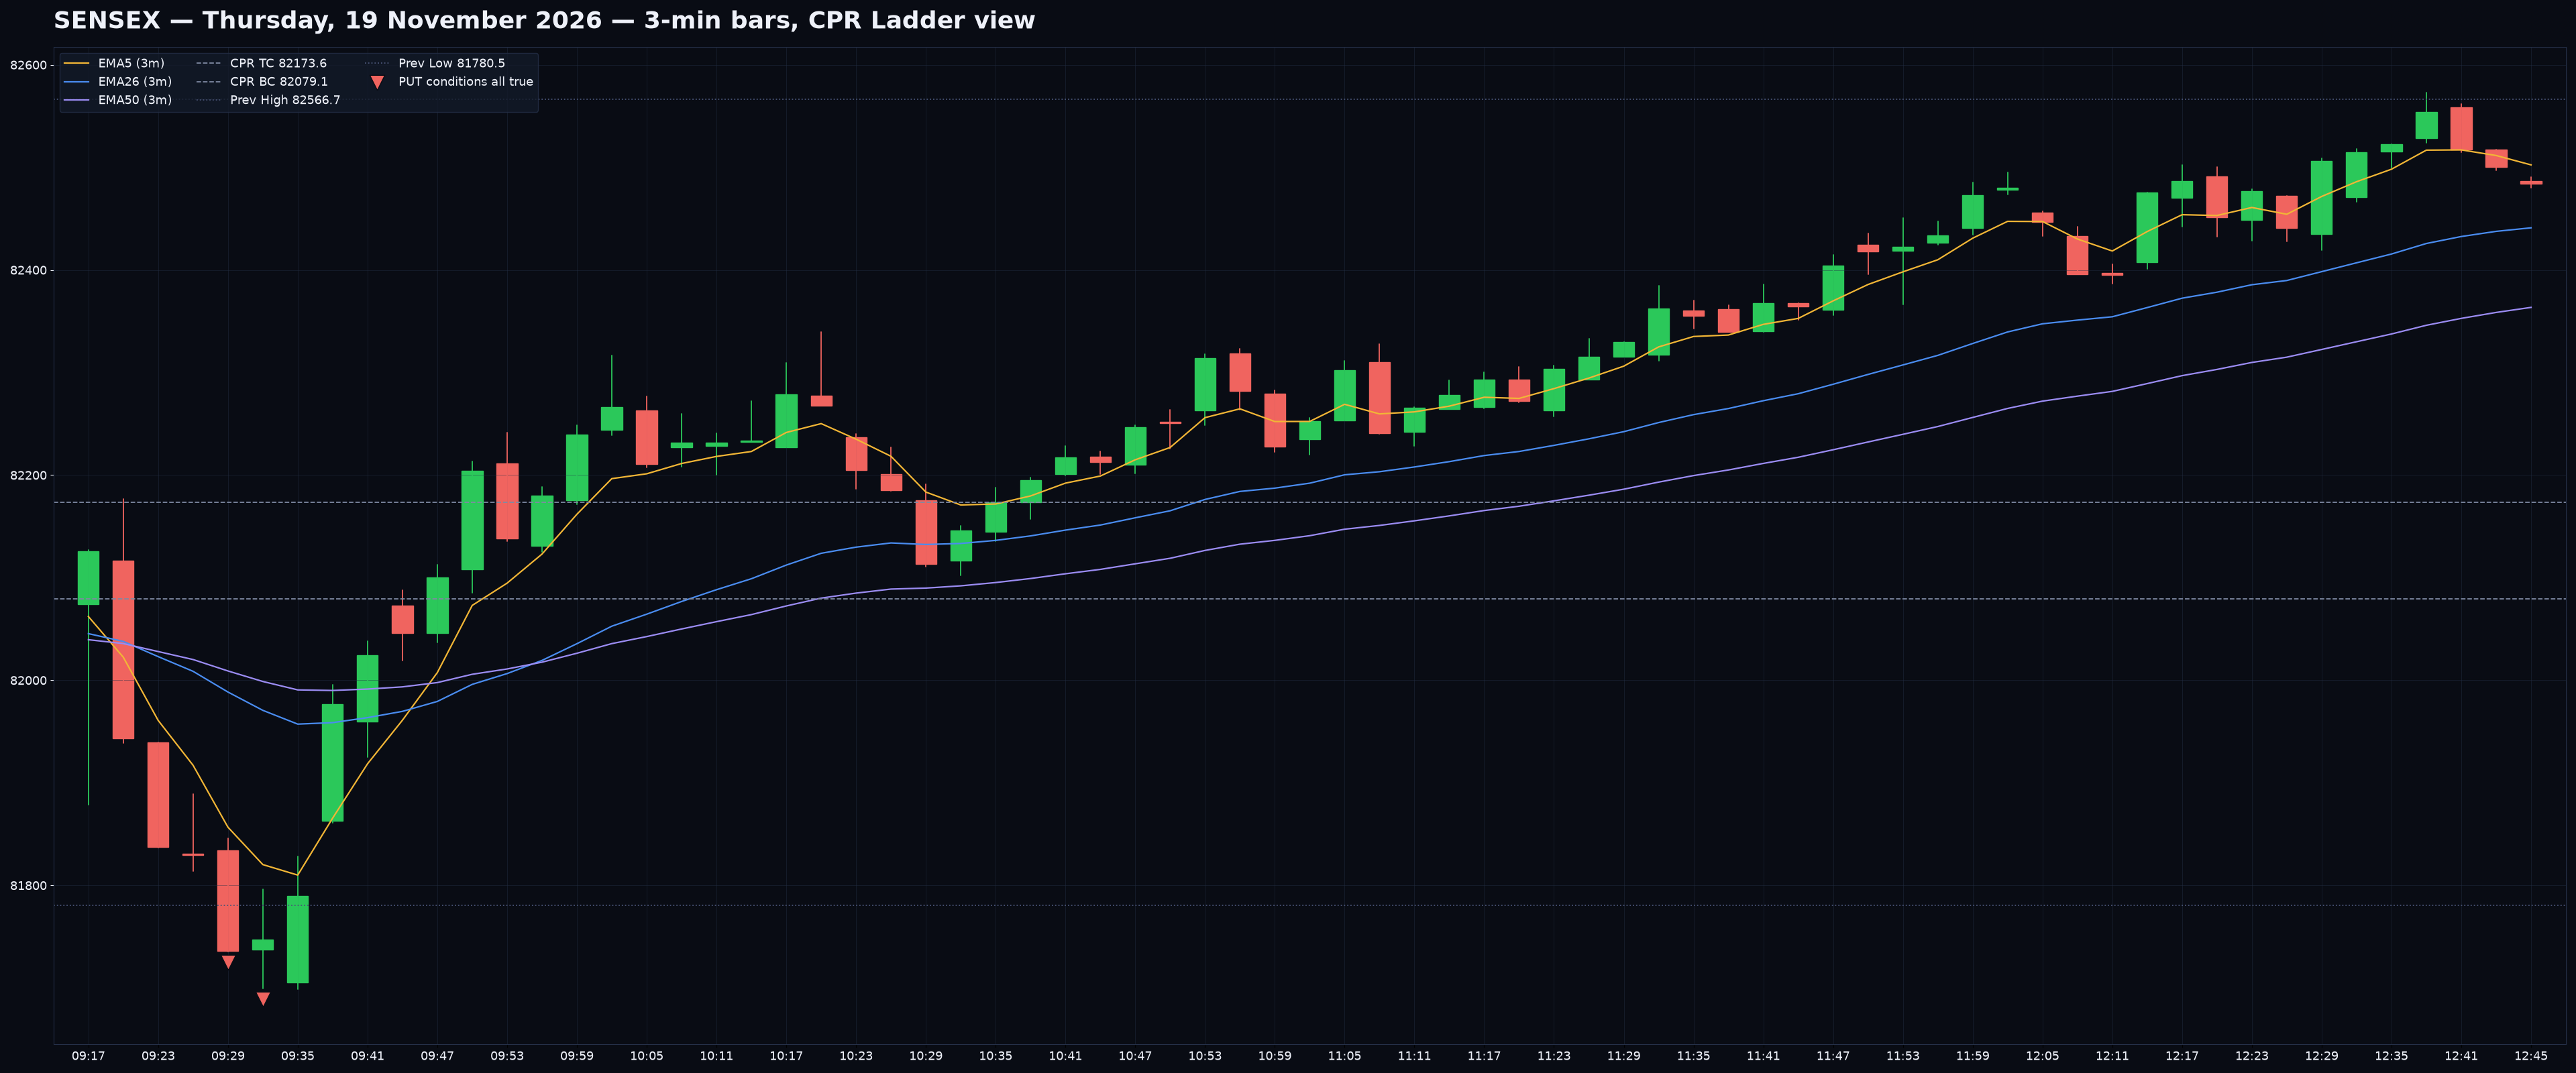 SENSEX — Thursday, 19 November 2026 — 3-min bars, CPR Ladder view
EMA5 (3m)
EMA26 (3m)
EMA50 (3m)
CPR TC 82173.6
CPR BC 82079.1
Prev High 82566.7
Prev Low 81780.5
PUT conditions all true
82600
82400
82200
82000
81800
09:17 09:23 09:29 09:35 09:41 09:47 09:53 09:59 10:05 10:11 10:17 10:23 10:29 10:35 10:41 10:47 10:53 10:59 11:05 11:11 11:17 11:23 11:29 11:35 11:41 11:47 11:53 11:59 12:05 12:11 12:17 12:23 12:29 12:35 12:41 12:45